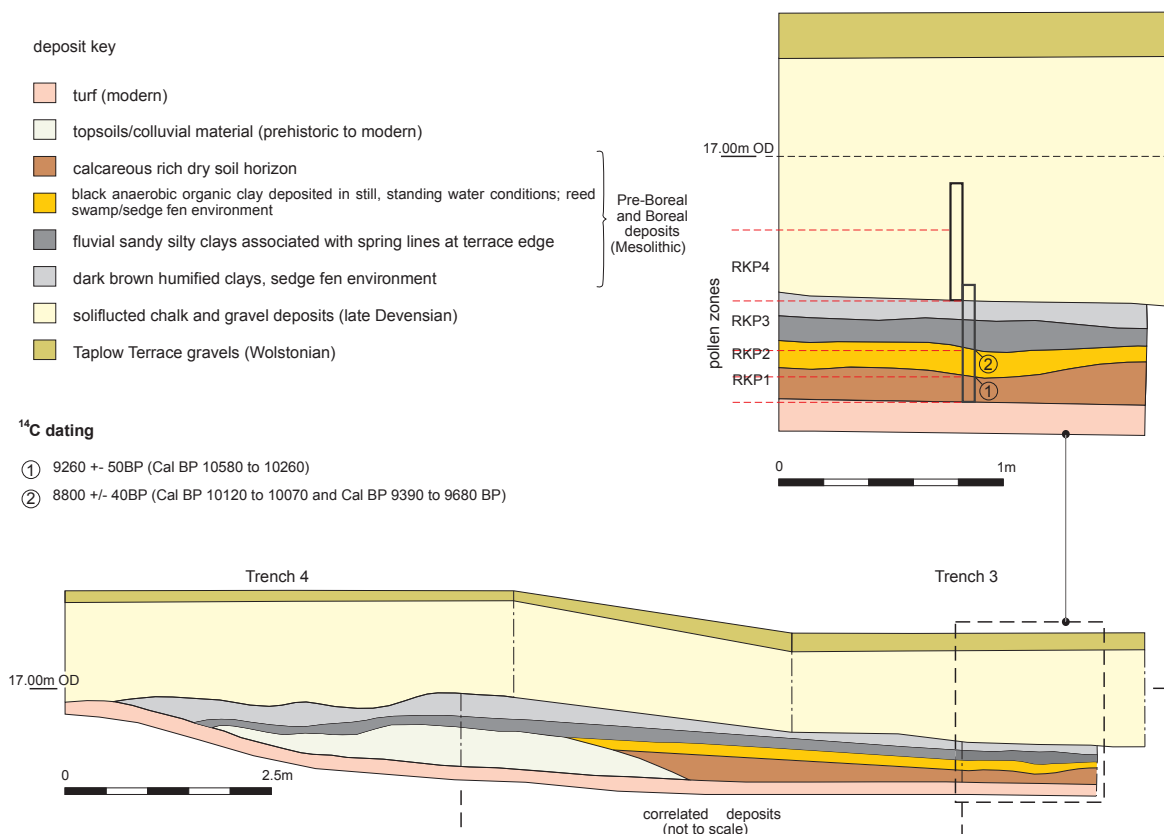 deposit key
turf (modern)
topsoils/colluvial material (prehistoric to modern)
calcareous rich dry soil horizon
black anaerobic organic clay deposited in still, standing water conditions; reed
swamp/sedge fen environment
fluvial sandy silty clays associated with spring lines at terrace edge
dark brown humified clays, sedge fen environment
soliflucted chalk and gravel deposits (late Devensian)
Taplow Terrace gravels (Wolstonian)
Pre-Boreal
and Boreal
deposits
(Mesolithic)
14C dating
1 9260 +- 50BP (Cal BP 10580 to 10260)
2 8800 +/- 40BP (Cal BP 10120 to 10070 and Cal BP 9390 to 9680 BP)
17.00m OD
pollen zones
RKP4
RKP3
RKP2
RKP1
2
1
0 1m
Trench 4 Trench 3
17.00m OD
0 2.5m
correlated deposits
(not to scale)